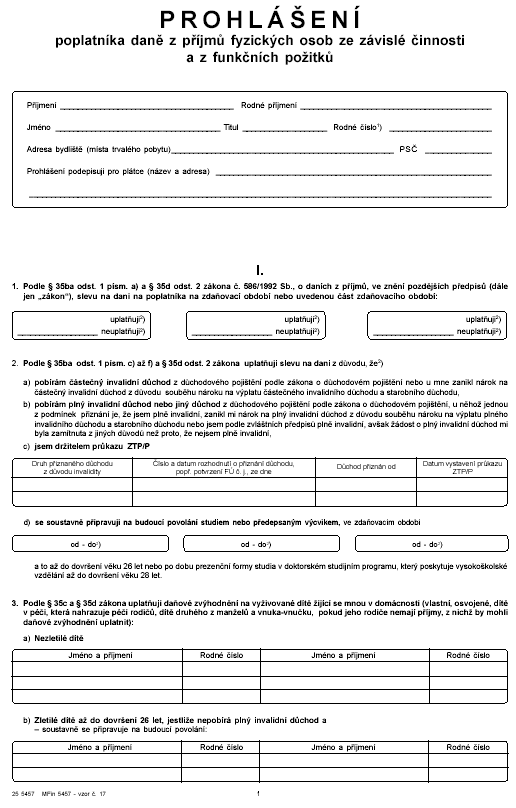 PROHLÁŠENÍ
poplatníka daně z příjmů fyzických osob ze závislé činnosti
a z funkčních požitků
Příjmení Rodné příjmení
Jméno Titul Rodné číslo¹)
Adresa bydliště (místa trvalého pobytu) PSČ
Prohlášení podepisuji pro plátce (název a adresa)
I.
1. Podle § 35ba odst. 1 písm. a) a § 35d odst. 2 zákona č. 586/1992 Sb., o daních z příjmů, ve znění pozdějších předpisů (dále
jen „zákon“), slevu na dani na poplatníka na zdaňovací období nebo uvedenou část zdaňovacího období:
uplatňuji²) uplatňuji²) uplatňuji²)
neuplatňuji²) neuplatňuji²) neuplatňuji²)
2. Podle § 35ba odst. 1 písm. c) až f) a § 35d odst. 2 zákona uplatňuji slevu na dani z důvodu, že²)
a) pobírám částečný invalidní důchod z důchodového pojištění podle zákona o důchodovém pojištění nebo u mne zanikl nárok na
částečný invalidní důchod z důvodu souběhu nároku na výplatu částečného invalidního důchodu a starobního důchodu,
b) pobírám plný invalidní důchod nebo jiný důchod z důchodového pojištění podle zákona o důchodovém pojištění, u něhož jednou
z podmínek přiznání je, že jsem plně invalidní, zanikl mi nárok na plný invalidní důchod z důvodu souběhu nároku na výplatu plného
invalidního důchodu a starobního důchodu nebo jsem podle zvláštních předpisů plně invalidní, avšak žádost o plný invalidní důchod mi
byla zamítnuta z jiných důvodů než proto, že nejsem plně invalidní,
c) jsem držitelem průkazu ZTP/P
Druh přiznaného důchodu Číslo a datum rozhodnutí o přiznání důchodu, Důchod přiznán od Datum vystavení průkazu
z důvodu invalidity popř. potvrzení FÚ č. j., ze dne ZTP/P
d) se soustavně připravuji na budoucí povolání studiem nebo předepsaným výcvikem, ve zdaňovacím období
od - do²) od - do²) od - do²)
a to až do dovršení věku 26 let nebo po dobu prezenční formy studia v doktorském studijním programu, který poskytuje vysokoškolské
vzdělání až do dovršení věku 28 let.
3. Podle § 35c a § 35d zákona uplatňuji daňové zvýhodnění na vyživované dítě žijící se mnou v domácnosti (vlastní, osvojené, dítě
v péči, která nahrazuje péči rodičů, dítě druhého z manželů a vnuka-vnučku, pokud jeho rodiče nemají příjmy, z nichž by mohli
daňové zvýhodnění uplatnit):
a) Nezletilé dítě
Jméno a příjmení Rodné číslo Jméno a příjmení Rodné číslo
b) Zletilé dítě až do dovršení 26 let, jestliže nepobírá plný invalidní důchod a
– soustavně se připravuje na budoucí povolání:
Jméno a příjmení Rodné číslo Jméno a příjmení Rodné číslo
25 5457 MFin 5457 - vzor č. 17 1